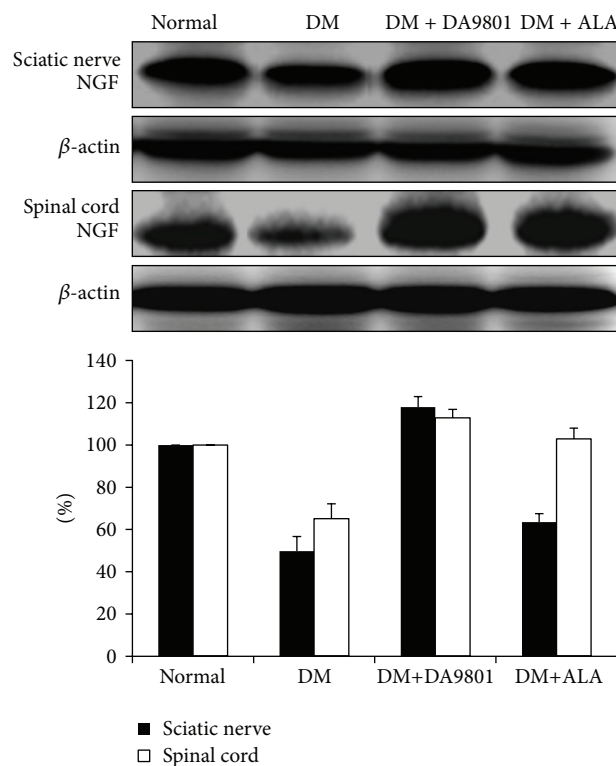 Normal DM DM + DA9801 DM + ALA
Sciatic nerve
NGF
β-actin
Spinal cord
NGF
β-actin
140
120
100
80
60
40
20
0
(%)
Normal DM DM+DA9801 DM+ALA
Sciatic nerve
Spinal cord